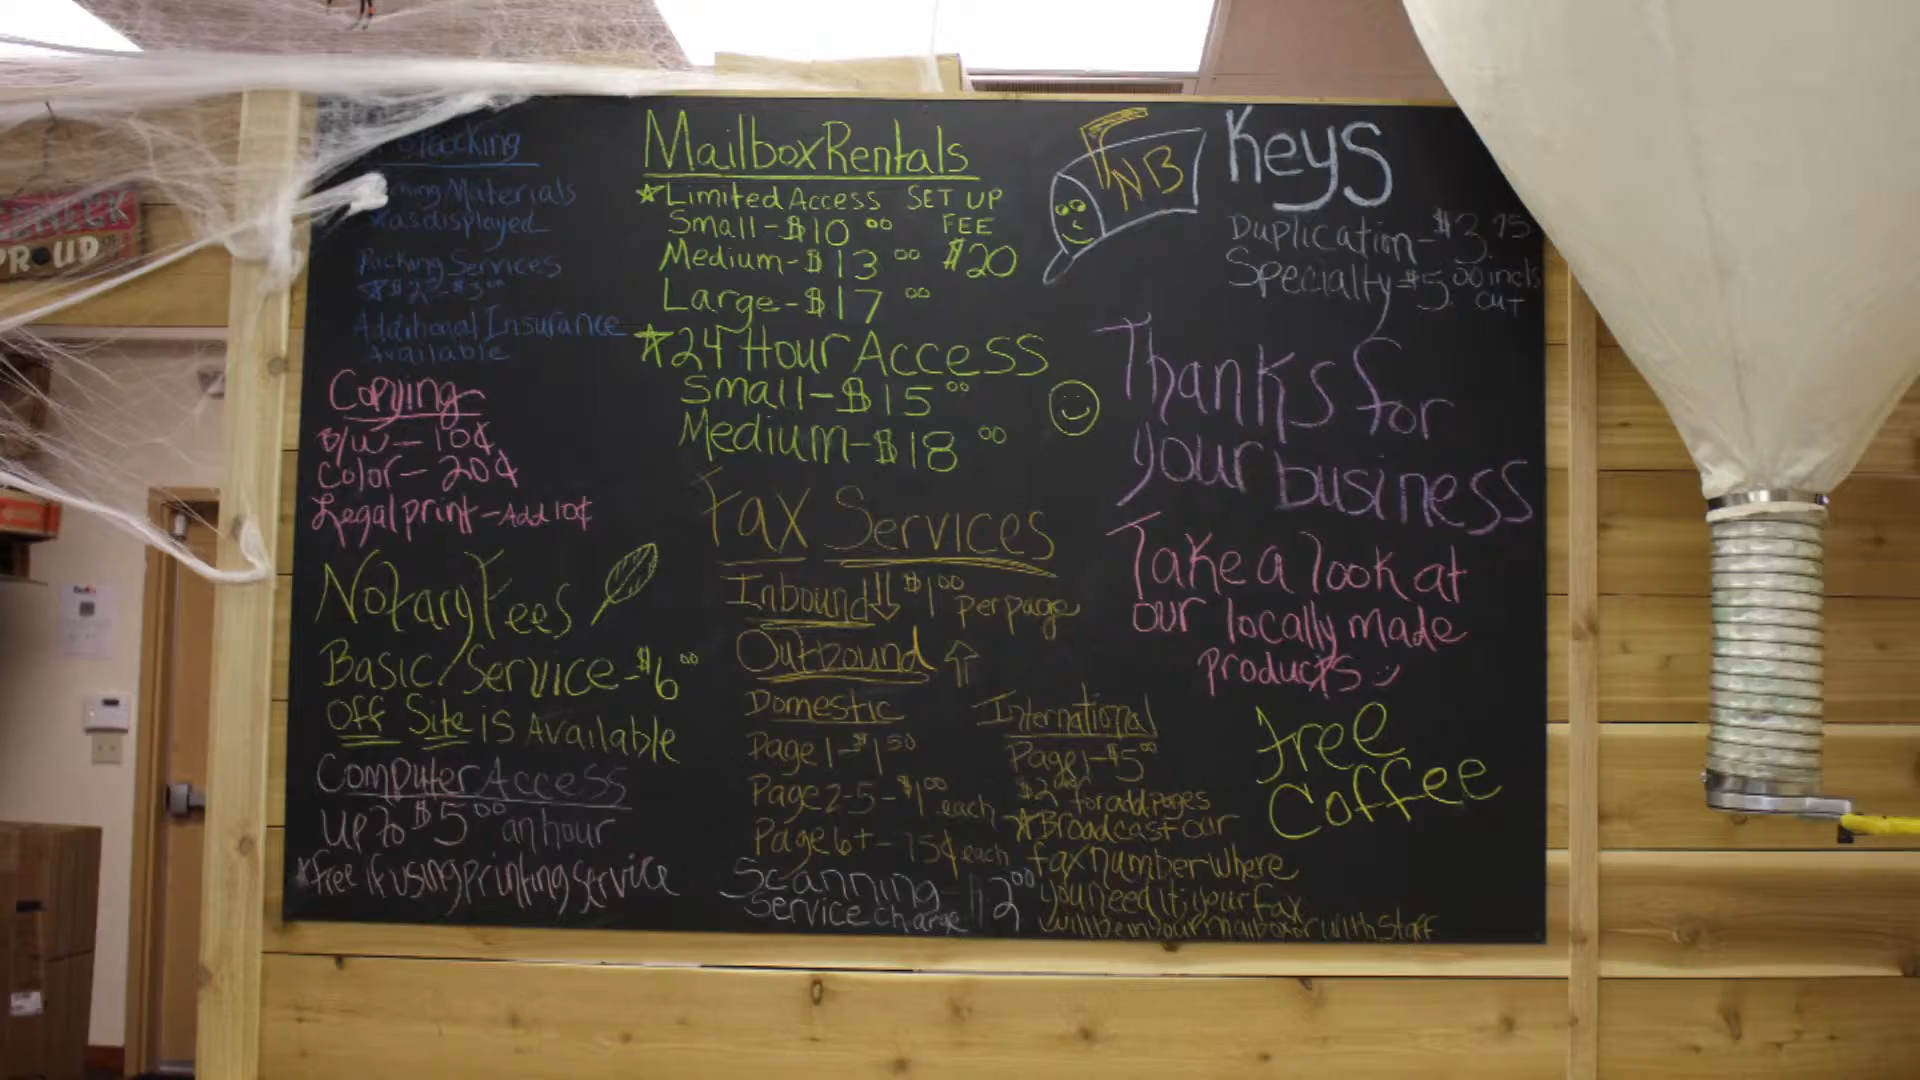 Packing
Materials
*as displayed
Packing Services
Additional Insurance
Available
Copying
B/W - 10¢
Color - 20¢
Legal print - Add 10¢
Notary Fees
Basic Service - $6.00
Off Site is Available
Computer Access
up to $5.00 an hour
*free if using printing service
Mailbox Rentals
☆Limited Access SET UP
Small - $10.00 FEE
Medium - $13.00 $20
Large - $17.00
☆24 Hour Access
Small - $15.00
Medium - $18.00
Fax Services
Inbound ↓↓ $1.00 per page
Outbound ⇑
Domestic
Page 1 - $1.50
Page 2-5 - $1.00 each
Page 6+ - 75¢ each
International
Page 1 - $5.00
$2.00 for add pages
☆Broadcast our
fax number where
you need it; your fax
will be in your mailbox or with Staff
Scanning - $2.00
Service charge
NB
Keys
Duplication - $3.
Specialty - $5.00 incls
cut
Thanks for
your business
Take a look at
our locally made
products :)
free
Coffee
PROUD
FedEx